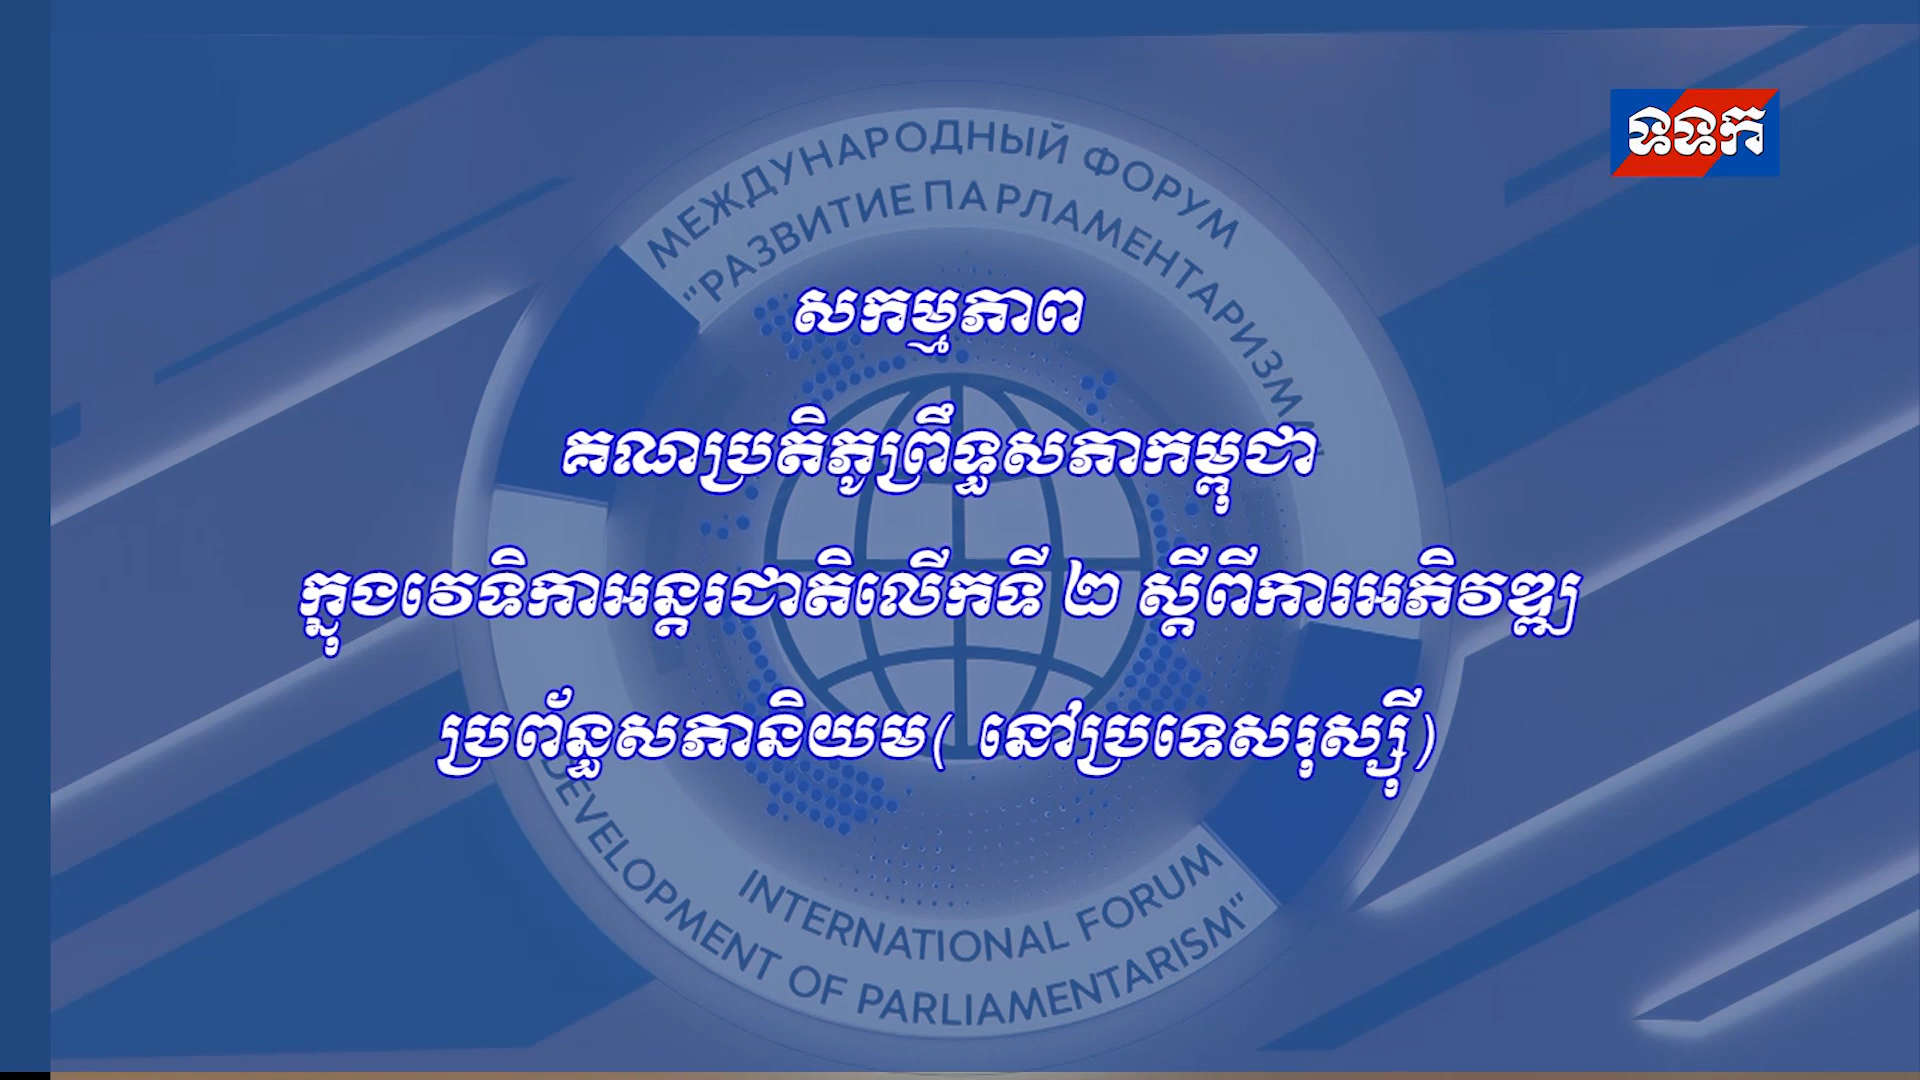 ទទក
МЕЖДУНАРОДНЫЙ ФОРУМ
"РАЗВИТИЕ ПАРЛАМЕНТАРИЗМА
សកម្មភាព
គណប្រតិភូព្រឹទ្ធសភាកម្ពុជា
ក្នុងវេទិកាអន្តរជាតិលើកទី ២ ស្តីពីការអភិវឌ្ឍ
ប្រព័ន្ធសភានិយម( នៅប្រទេសរុស្ស៊ី)
INTERNATIONAL FORUM
DEVELOPMENT OF PARLIAMENTARISM"